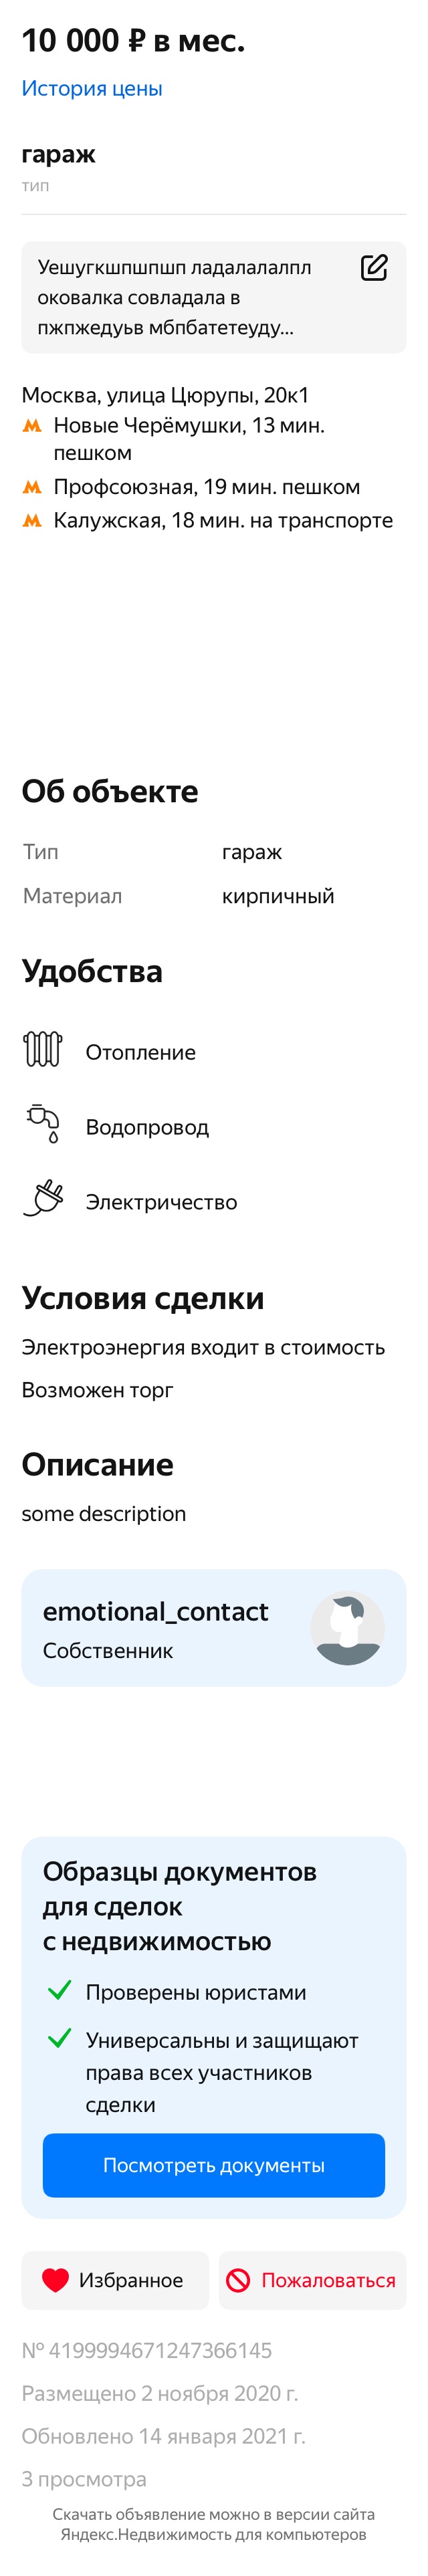 10 000 ₽ в мес.
История цены
гараж
тип
Уешугкшпшпшп ладалалалпл
оковалка совладала в
пжпжедуьв мбпбатетеуду...
Москва, улица Цюрупы, 20к1
Новые Черёмушки, 13 мин.
пешком
Профсоюзная, 19 мин. пешком
Калужская, 18 мин. на транспорте
Об объекте
Тип гараж
Материал кирпичный
Удобства
Отопление
Водопровод
Электричество
Условия сделки
Электроэнергия входит в стоимость
Возможен торг
Описание
some description
emotional_contact
Собственник
Образцы документов
для сделок
с недвижимостью
Проверены юристами
Универсальны и защищают
права всех участников
сделки
Посмотреть документы
Избранное Пожаловаться
№ 4199994671247366145
Размещено 2 ноября 2020 г.
Обновлено 14 января 2021 г.
3 просмотра
Скачать объявление можно в версии сайта
Яндекс.Недвижимость для компьютеров